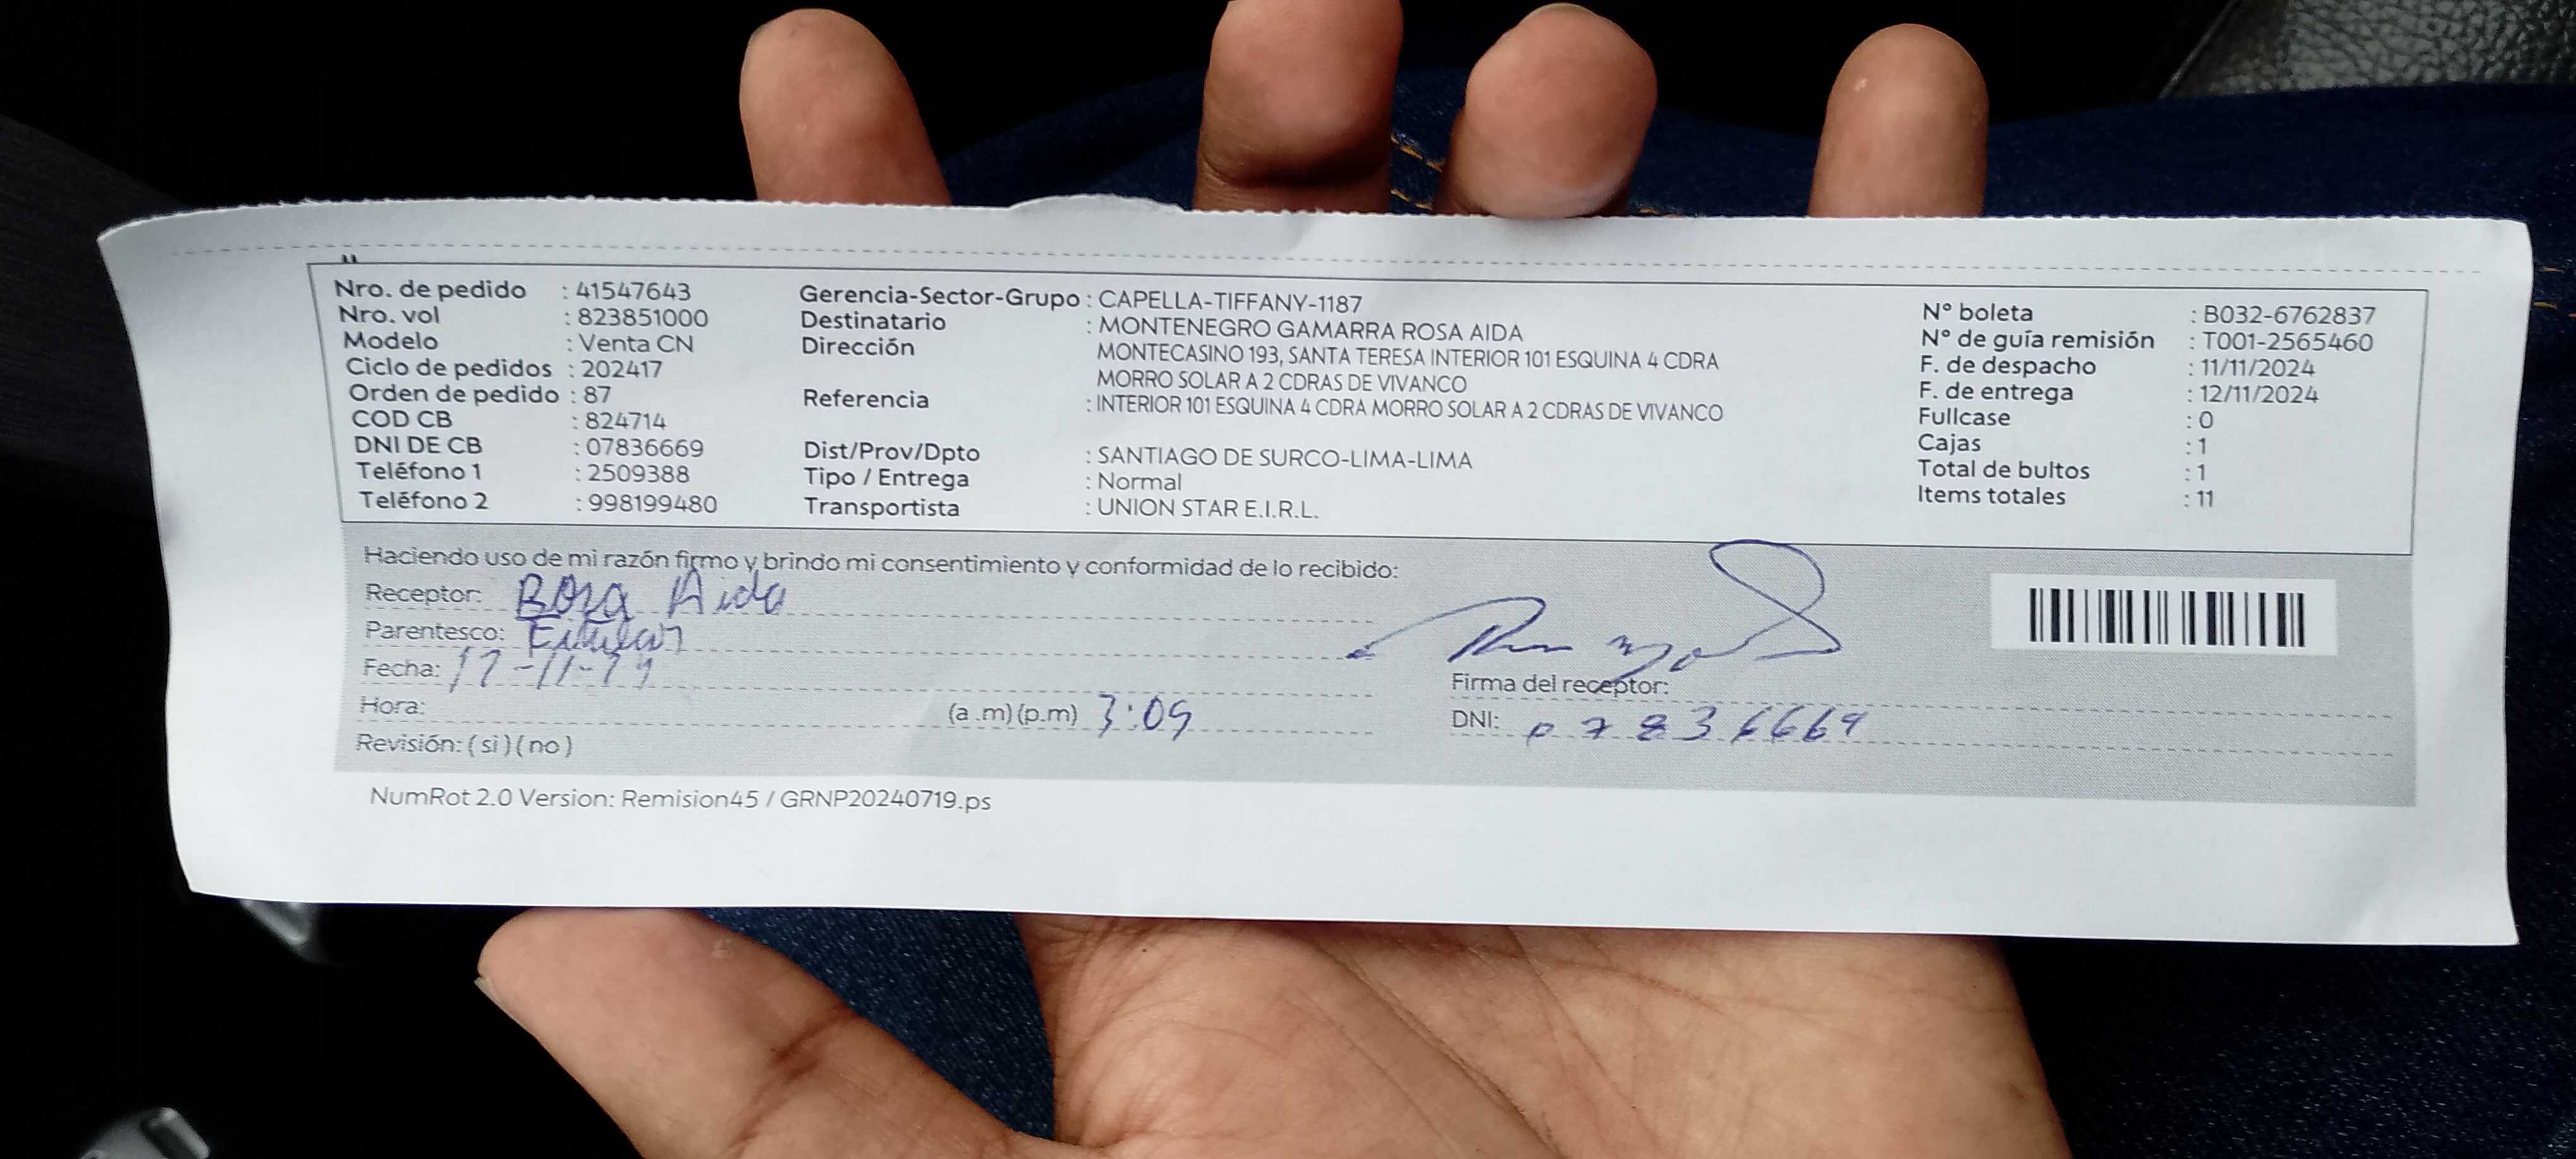 Nro. de pedido : 41547643
Nro. vol : 823851000
Modelo : Venta CN
Ciclo de pedidos : 202417
Orden de pedido : 87
COD CB : 824714
DNI DE CB : 07836669
Teléfono 1 : 2509388
Teléfono 2 : 998199480
Gerencia-Sector-Grupo : CAPELLA-TIFFANY-1187
Destinatario : MONTENEGRO GAMARRA ROSA AIDA
Dirección MONTECASINO 193, SANTA TERESA INTERIOR 101 ESQUINA 4 CDRA
MORRO SOLAR A 2 CDRAS DE VIVANCO
Referencia : INTERIOR 101 ESQUINA 4 CDRA MORRO SOLAR A 2 CDRAS DE VIVANCO
Dist/Prov/Dpto : SANTIAGO DE SURCO-LIMA-LIMA
Tipo / Entrega : Normal
Transportista : UNION STAR E.I.R.L.
N° boleta : B032-6762837
N° de guía remisión : T001-2565460
F. de despacho : 11/11/2024
F. de entrega : 12/11/2024
Fullcase : 0
Cajas : 1
Total de bultos : 1
Items totales : 11
Haciendo uso de mi razón firmo y brindo mi consentimiento y conformidad de lo recibido:
Receptor: Rosa Aida
Parentesco: Titular
Fecha:
Hora: (a .m) (p.m) 3:09
Revisión: ( si ) ( no )
Firma del receptor:
DNI: 07836669
NumRot 2.0 Version: Remision45 / GRNP20240719.ps